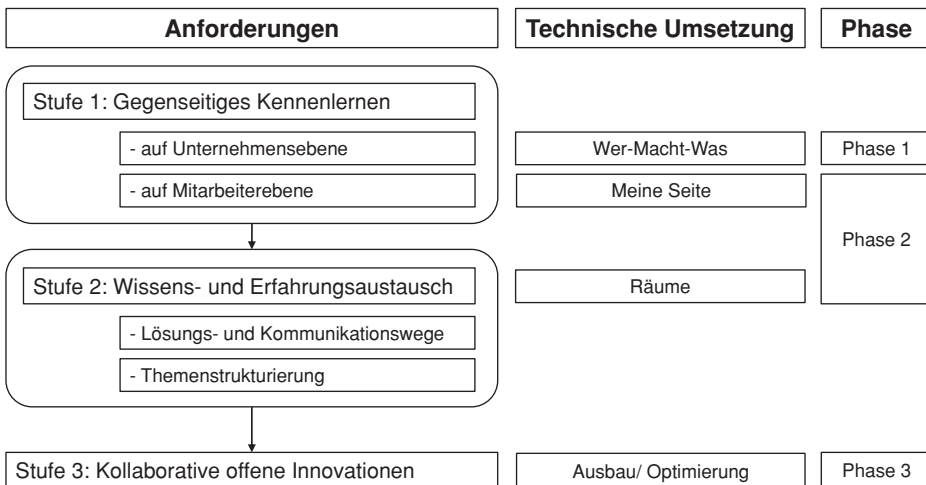 Anforderungen
Technische Umsetzung
Phase
Stufe 1: Gegenseitiges Kennenlernen
- auf Unternehmensebene
Wer-Macht-Was
Phase 1
- auf Mitarbeiterebene
Meine Seite
Phase 2
Stufe 2: Wissens- und Erfahrungsaustausch
Räume
- Lösungs- und Kommunikationswege
- Themenstrukturierung
Stufe 3: Kollaborative offene Innovationen
Ausbau/ Optimierung
Phase 3